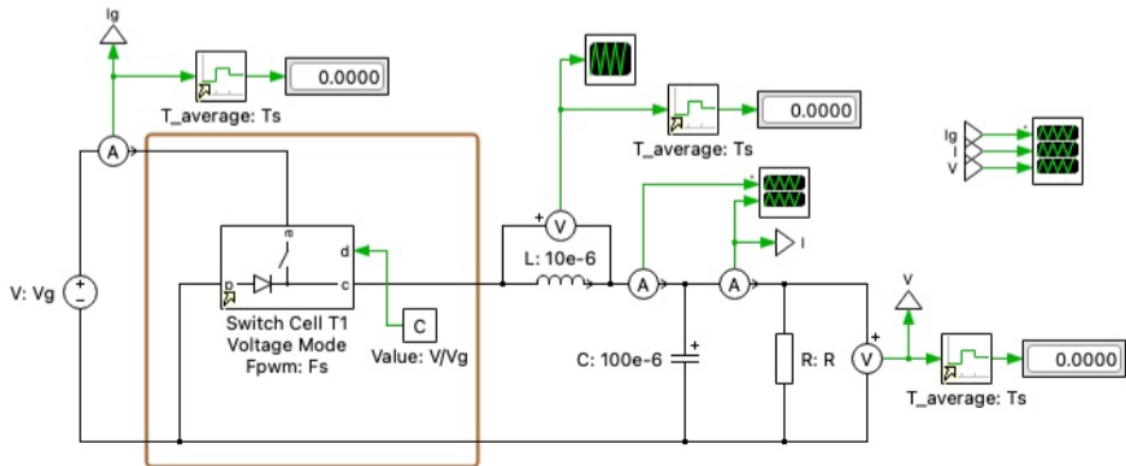 Ig
0.0000
T_average: Ts
A
V: Vg
+
−
a
p
d
c
Switch Cell T1
Voltage Mode
Fpwm: Fs
C
Value: V/Vg
0.0000
T_average: Ts
+
V
L: 10e-6
A
A
I
C: 100e-6
+
R: R
V
+
V
0.0000
T_average: Ts
Ig
I
V